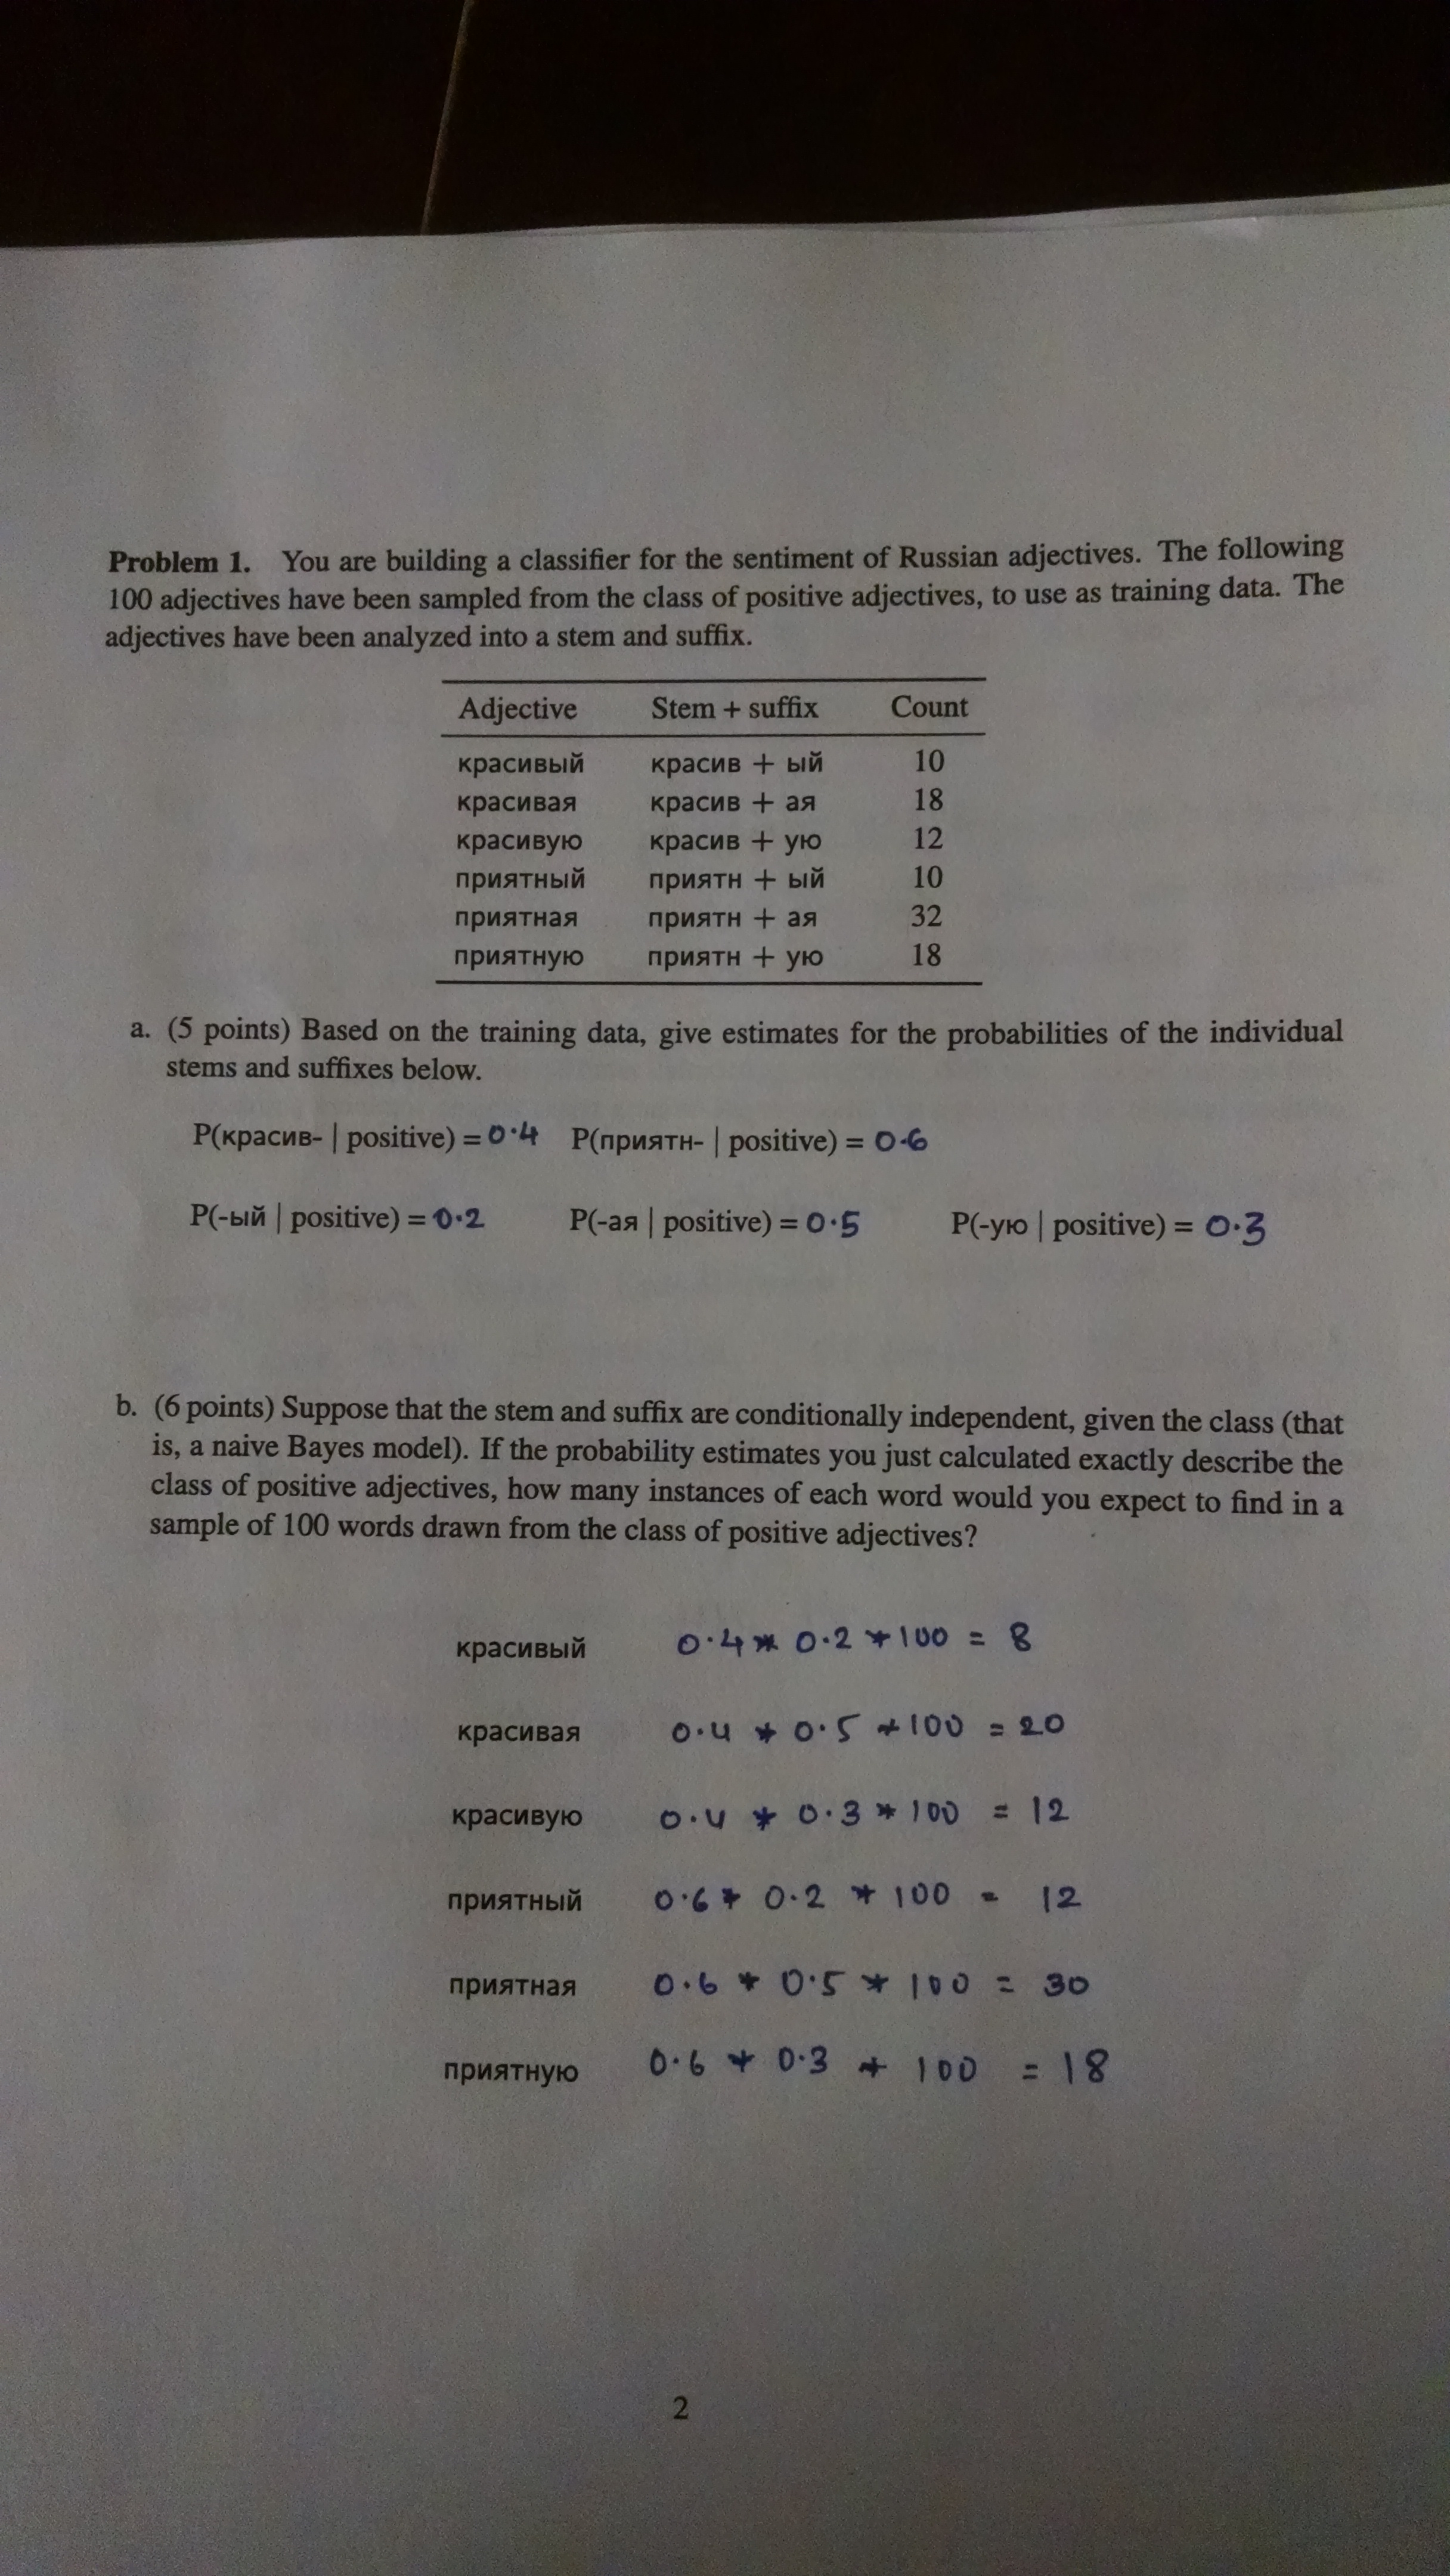 Problem 1. You are building a classifier for the sentiment of Russian adjectives. The following
100 adjectives have been sampled from the class of positive adjectives, to use as training data. The
adjectives have been analyzed into a stem and suffix.
Adjective Stem + suffix Count
красивый красив + ый 10
красивая красив + ая 18
красивую красив + ую 12
приятный приятн + ый 10
приятная приятн + ая 32
приятную приятн + ую 18
a. (5 points) Based on the training data, give estimates for the probabilities of the individual
stems and suffixes below.
P(красив- | positive) = 0.4 P(приятн- | positive) = 0.6
P(-ый | positive) = 0.2 P(-ая | positive) = 0.5 P(-ую | positive) = 0.3
b. (6 points) Suppose that the stem and suffix are conditionally independent, given the class (that
is, a naive Bayes model). If the probability estimates you just calculated exactly describe the
class of positive adjectives, how many instances of each word would you expect to find in a
sample of 100 words drawn from the class of positive adjectives?
красивый 0.4 * 0.2 * 100 = 8
красивая 0.4 * 0.5 * 100 = 20
красивую 0.4 * 0.3 * 100 = 12
приятный 0.6 * 0.2 * 100 = 12
приятная 0.6 * 0.5 * 100 = 30
приятную 0.6 * 0.3 * 100 = 18
2